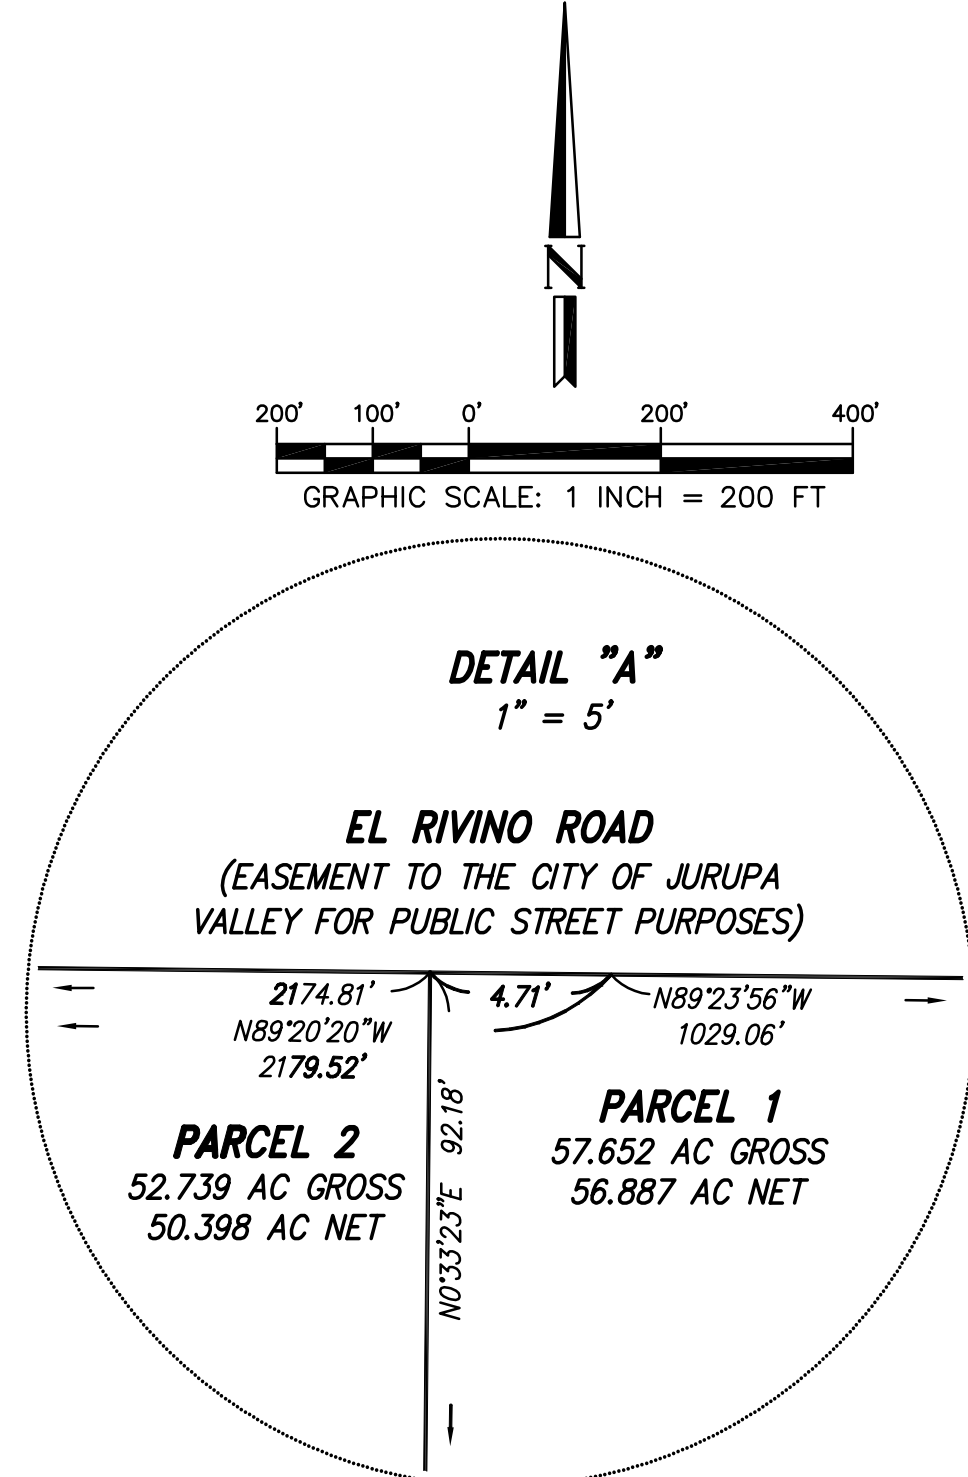 N
200' 100' 0' 200' 400'
GRAPHIC SCALE: 1 INCH = 200 FT
DETAIL "A"
1" = 5'
EL RIVINO ROAD
(EASEMENT TO THE CITY OF JURUPA
VALLEY FOR PUBLIC STREET PURPOSES)
2174.81'
N89°20'20"W
2179.52'
4.71'
N89°23'56"W
1029.06'
PARCEL 2
52.739 AC GROSS
50.398 AC NET
N0°33'23"E 92.18'
PARCEL 1
57.652 AC GROSS
56.887 AC NET